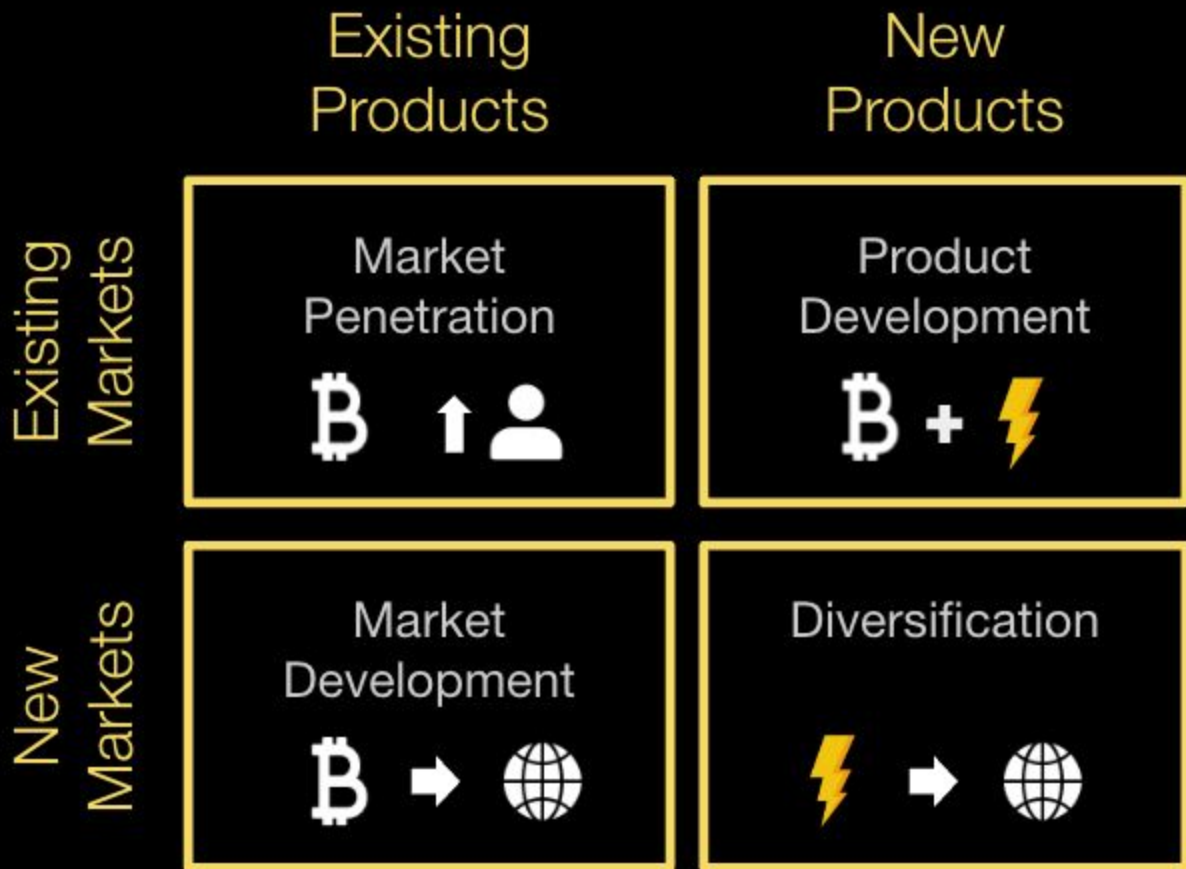 Existing
Products
New
Products
Existing
Markets
Market
Penetration
Product
Development
New
Markets
Market
Development
Diversification